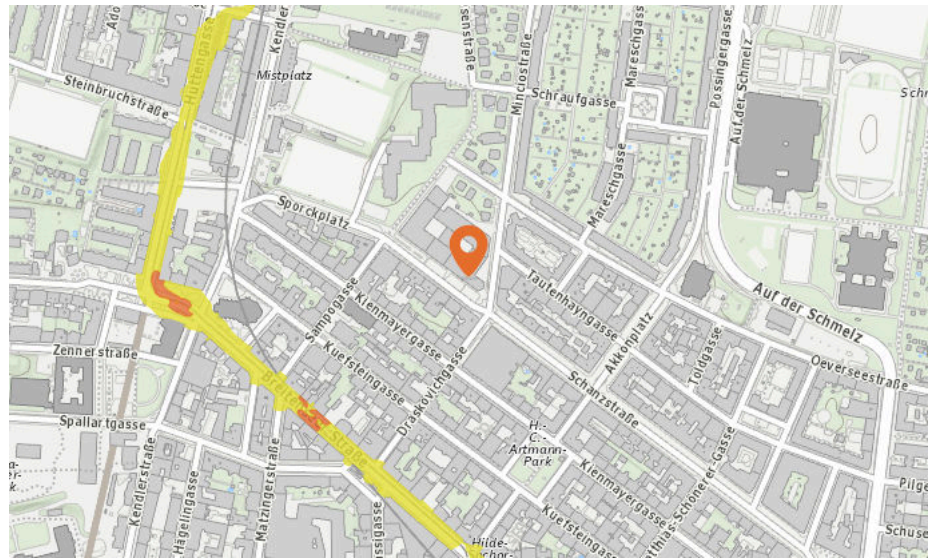 Kendler
Hüttengasse
senstraße
Minciostraße
Mareschgasse
Possingergasse
Mistplatz
Steinbruchstraße
Schraufgasse
Auf der Schmelz
Schm
Mareschgasse
Sporckplatz
Tautenhayngasse
Auf der Schmelz
Sampogasse
Kienmayergasse
Akkonplatz
Zennerstraße
Kuefsteingasse
Toldgasse
Oeverseestraße
Draskovichgasse
Schanzstraße
Breitenseer Straße
Spallartgasse
H.-
C.-
Artmann-
Park
Kendlerstraße
Hägelingasse
Matzingerstraße
Kienmayergasse
Matthias-Schönerer-Gasse
Pilge
Kuefsteingasse
Schuse
Hilde-